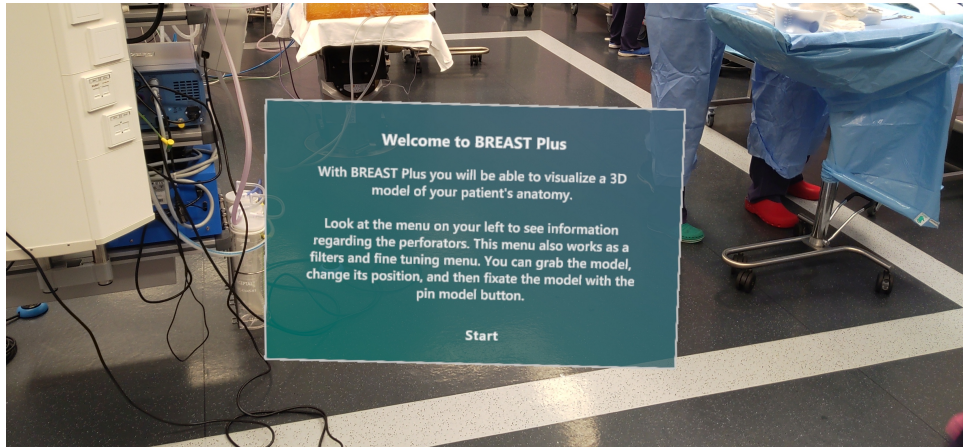 Welcome to BREAST Plus
With BREAST Plus you will be able to visualize a 3D
model of your patient's anatomy.
Look at the menu on your left to see information
regarding the perforators. This menu also works as a
filters and fine tuning menu. You can grab the model,
change its position, and then fixate the model with the
pin model button.
Start